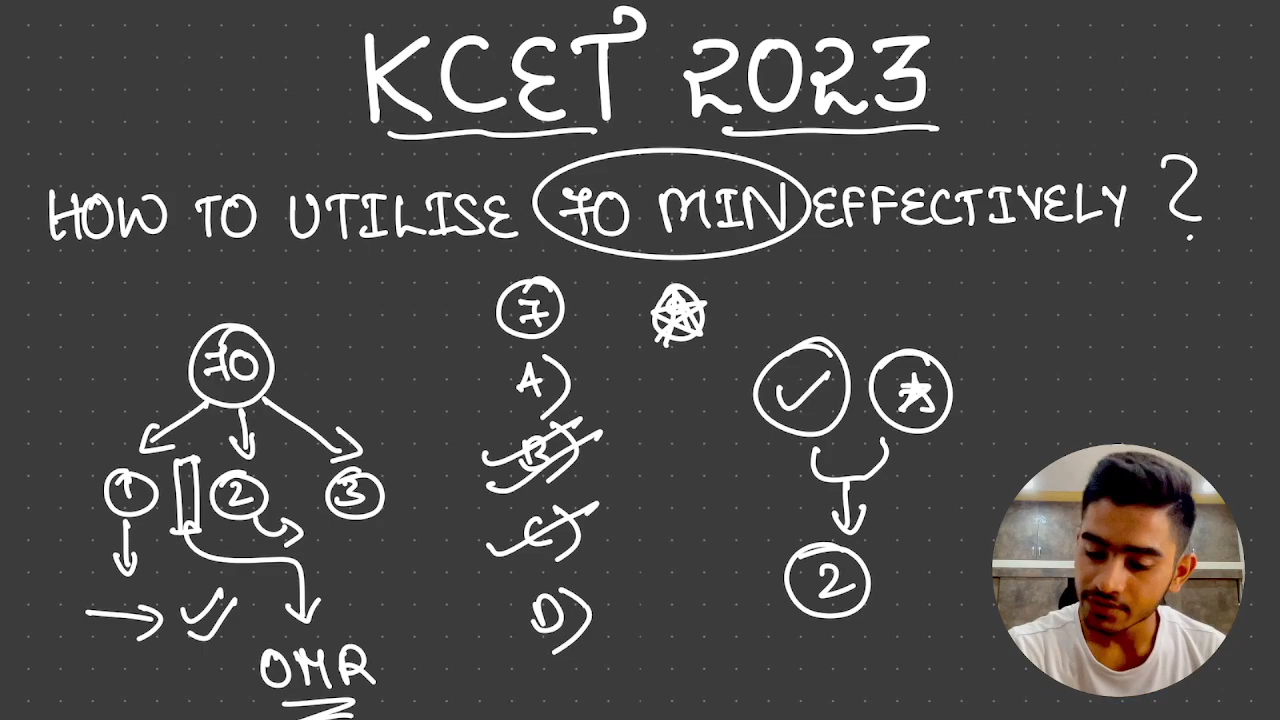 KCET 2023
HOW TO UTILISE 70 MIN EFFECTIVELY ?
70
1 2 3
OMR
7
A)
B)
C)
D)
2